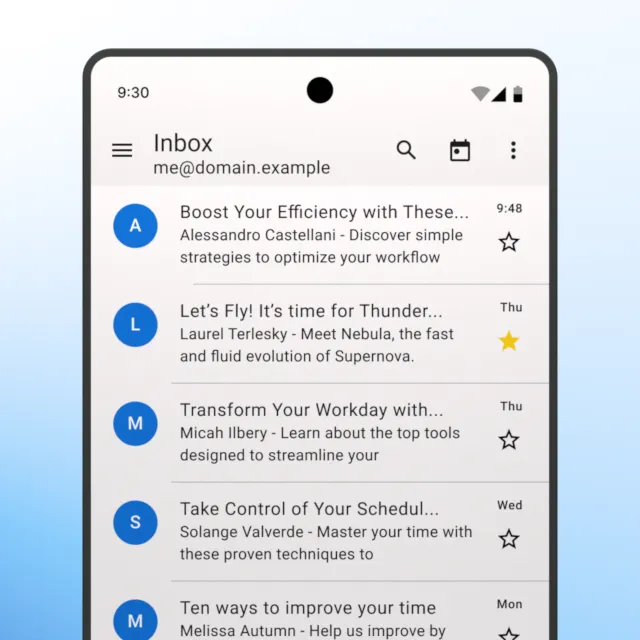 9:30
Inbox
me@domain.example
A
Boost Your Efficiency with These...
9:48
Alessandro Castellani - Discover simple
strategies to optimize your workflow
L
Let’s Fly! It’s time for Thunder...
Thu
Laurel Terlesky - Meet Nebula, the fast
and fluid evolution of Supernova.
M
Transform Your Workday with...
Thu
Micah Ilbery - Learn about the top tools
designed to streamline your
S
Take Control of Your Schedul...
Wed
Solange Valverde - Master your time with
these proven techniques to
M
Ten ways to improve your time
Mon
Melissa Autumn - Help us improve by